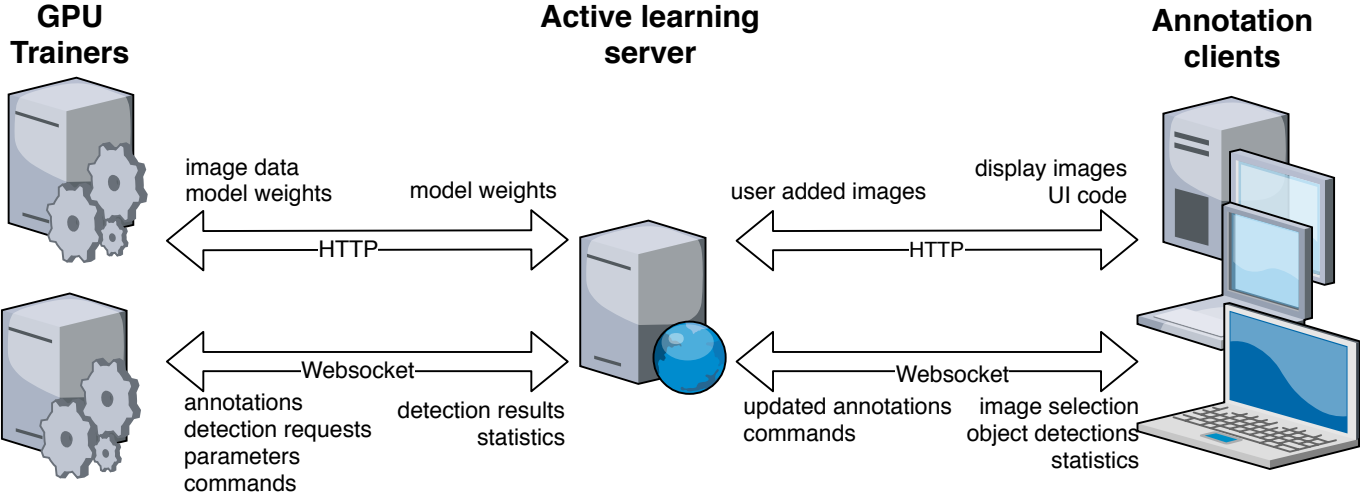 GPU
Trainers
Active learning
server
Annotation
clients
image data
model weights
model weights
HTTP
user added images
display images
UI code
HTTP
Websocket
annotations
detection requests
parameters
commands
detection results
statistics
Websocket
updated annotations
commands
image selection
object detections
statistics